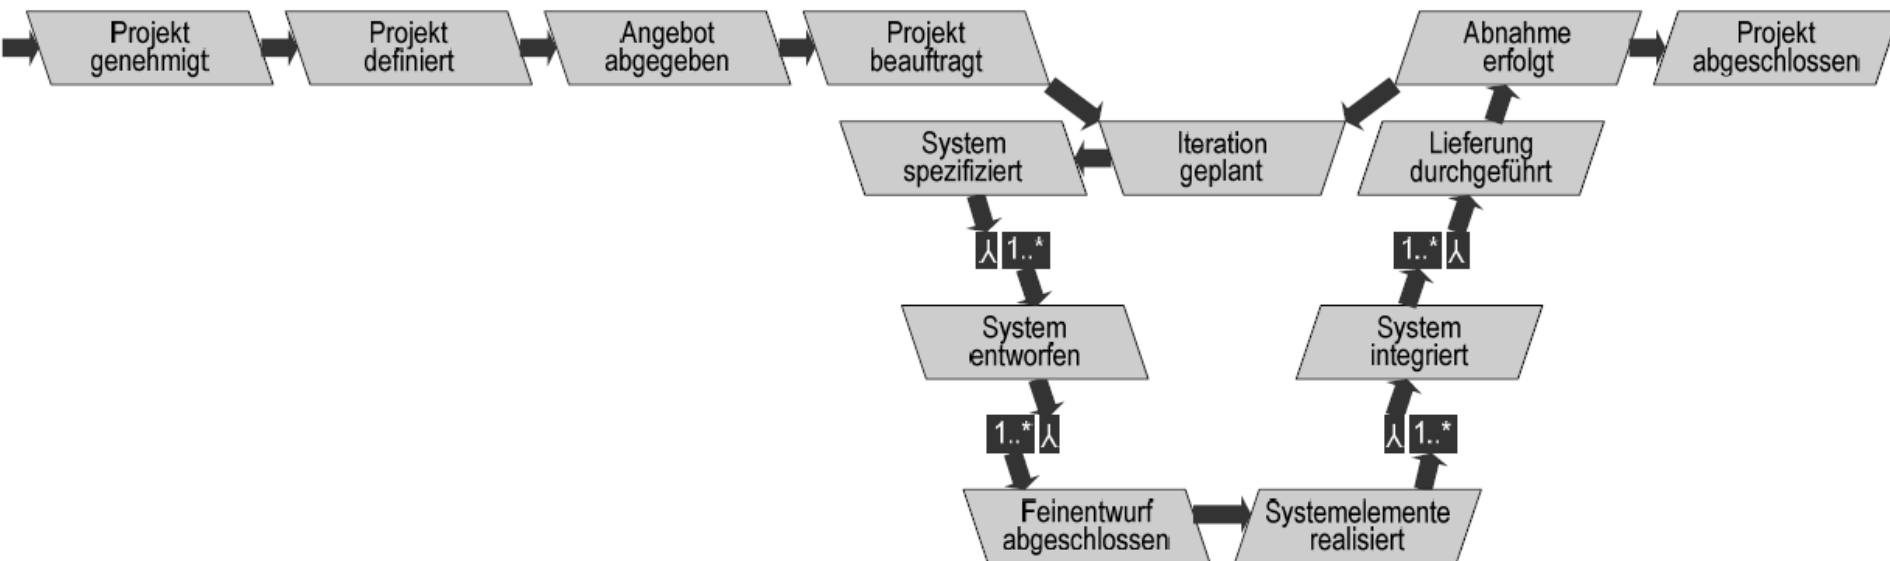 Projekt
genehmigt
Projekt
definiert
Angebot
abgegeben
Projekt
beauftragt
Abnahme
erfolgt
Projekt
abgeschlossen
System
spezifiziert
Iteration
geplant
Lieferung
durchgeführt
1..*
1..*
System
entworfen
System
integriert
1..*
1..*
Feinentwurf
abgeschlossen
Systemelemente
realisiert